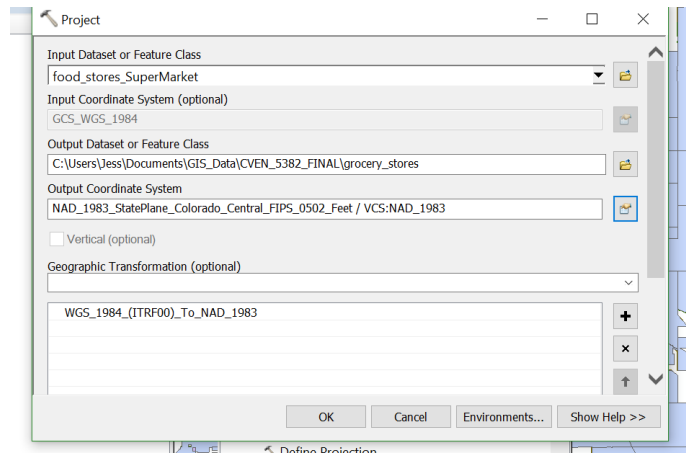 Project
Input Dataset or Feature Class
food_stores_SuperMarket
Input Coordinate System (optional)
GCS_WGS_1984
Output Dataset or Feature Class
C:\Users\Jess\Documents\GIS_Data\CVEN_5382_FINAL\grocery_stores
Output Coordinate System
NAD_1983_StatePlane_Colorado_Central_FIPS_0502_Feet / VCS:NAD_1983
Vertical (optional)
Geographic Transformation (optional)
WGS_1984_(ITRF00)_To_NAD_1983
OK Cancel Environments... Show Help >>
Define Projection